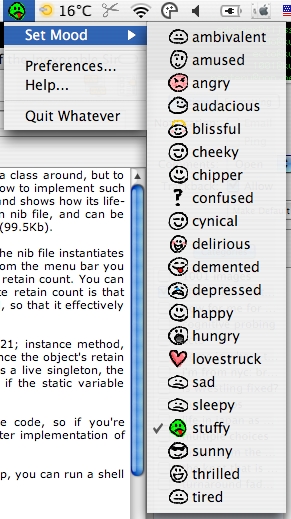 16°C
Set Mood
Preferences...
Help...
Quit Whatever
ambivalent
amused
angry
audacious
blissful
cheeky
chipper
confused
cynical
delirious
demented
depressed
happy
hungry
lovestruck
sad
sleepy
stuffy
sunny
thrilled
tired
a class around, but to
ow to implement such
and shows how its life-
n nib file, and can be
(99.5Kb).
he nib file instantiates
om the menu bar you
retain count. You can
te retain count is that
, so that it effectively
21; instance method,
nce the object's retain
s a live singleton, the
if the static variable
e code, so if you're
ter implementation of
p, you can run a shell